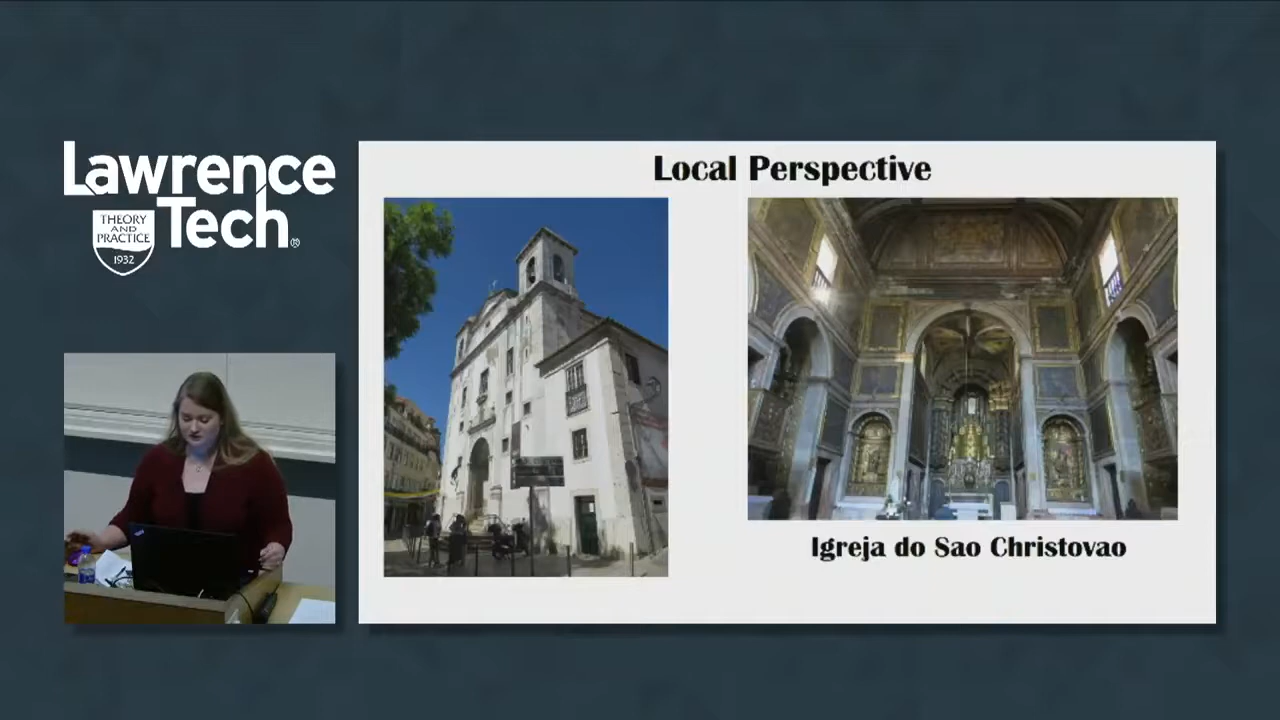 Lawrence
Tech®
THEORY
AND
PRACTICE
1932
Local Perspective
Igreja do Sao Christovao